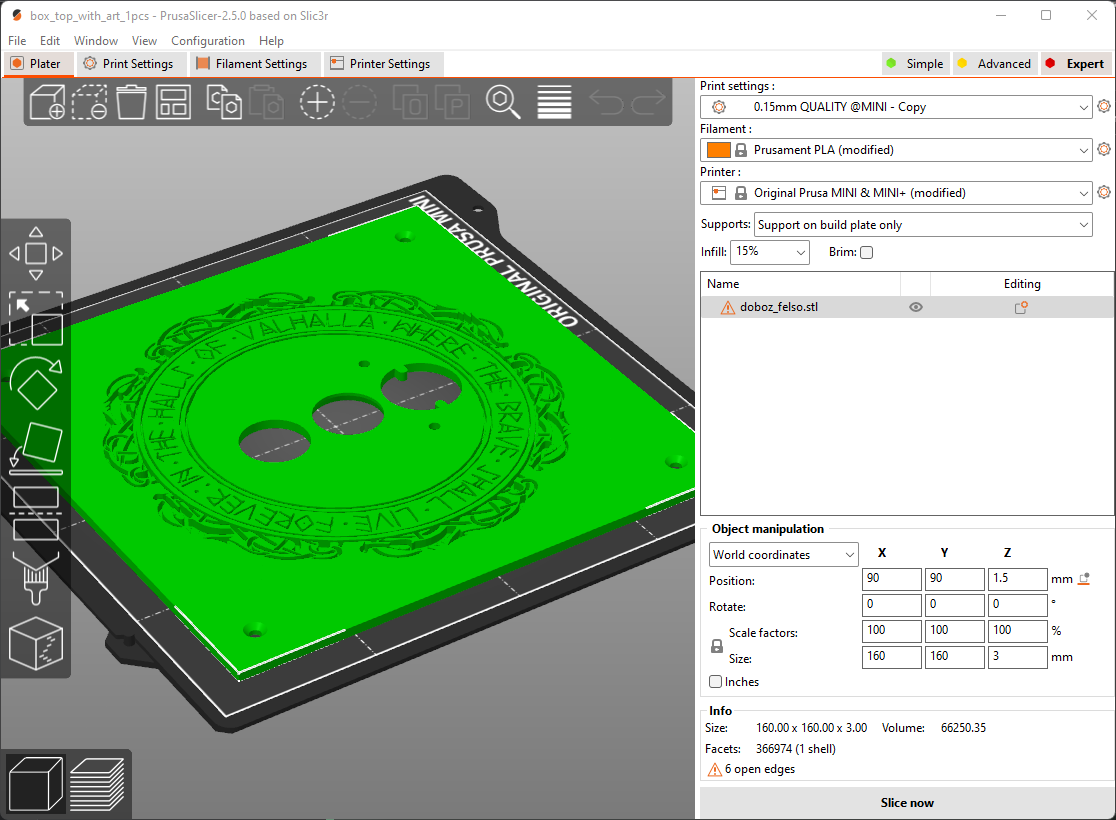 box_top_with_art_1pcs - PrusaSlicer-2.5.0 based on Slic3r
File Edit Window View Configuration Help
Plater Print Settings Filament Settings Printer Settings Simple Advanced Expert
Print settings :
0.15mm QUALITY @MINI - Copy
Filament :
Prusament PLA (modified)
Printer :
Original Prusa MINI & MINI+ (modified)
Supports: Support on build plate only
Infill: 15% Brim:
Name Editing
doboz_felso.stl
ORIGINAL PRUSA MINI
IN THE HALLS · OF · VALHALLA · WHERE · THE · BRAVE · SHALL · LIVE · FOREVER
Object manipulation
World coordinates X Y Z
Position: 90 90 1.5 mm
Rotate: 0 0 0 °
Scale factors: 100 100 100 %
Size: 160 160 3 mm
Inches
Info
Size: 160.00 x 160.00 x 3.00 Volume: 66250.35
Facets: 366974 (1 shell)
6 open edges
Slice now